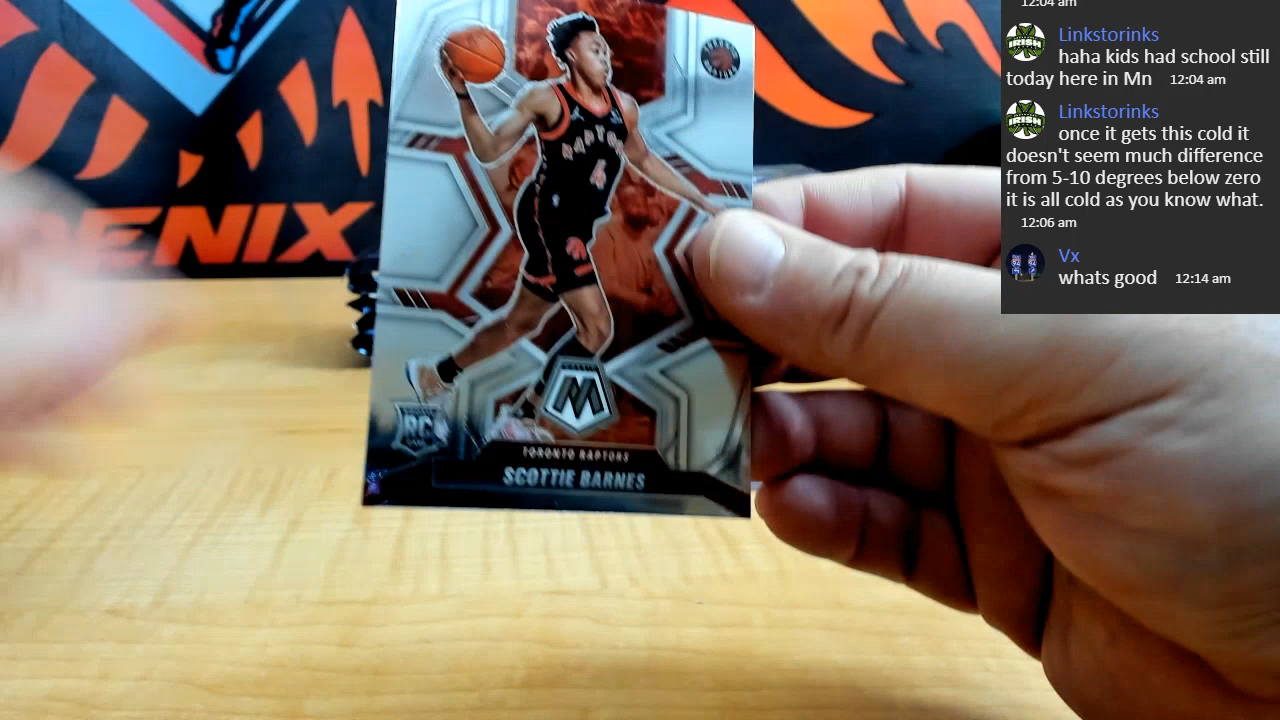 12:04 am
Linkstorinks
haha kids had school still
today here in Mn 12:04 am
Linkstorinks
once it gets this cold it
doesn't seem much difference
from 5-10 degrees below zero
it is all cold as you know what.
12:06 am
Vx
whats good 12:14 am
IRISH
IRISH
ENIX
RAPTORS
4
M
RC
TORONTO RAPTORS
SCOTTIE BARNES